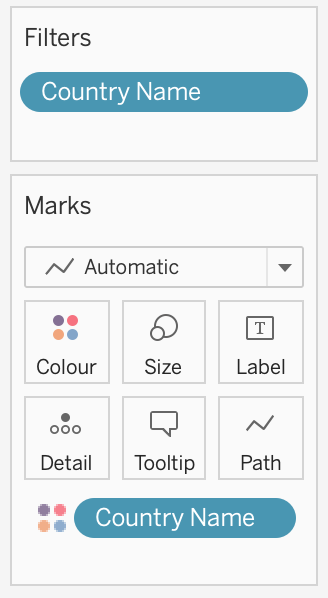 Filters
Country Name
Marks
Automatic
Colour Size Label
T
Detail Tooltip Path
Country Name